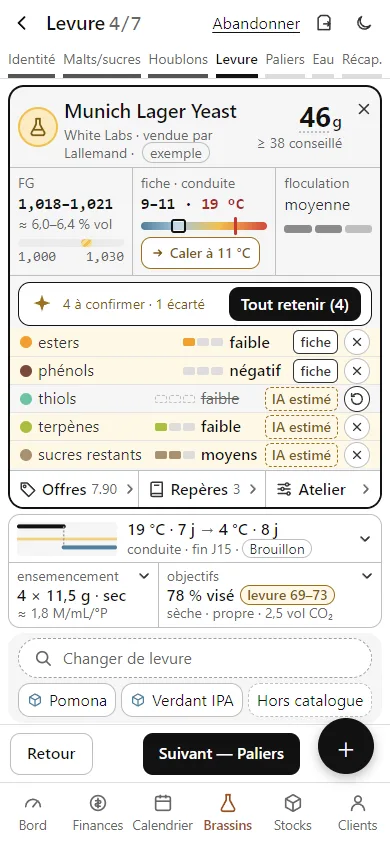 Levure 4/7 Abandonner
Identité Malts/sucres Houblons Levure Paliers Eau Récap.
Munich Lager Yeast
White Labs · vendue par
Lallemand · exemple
46 g
≥ 38 conseillé
FG
1,018–1,021
≈ 6,0–6,4 % vol
1,000 1,030
fiche · conduite
9–11 · 19 °C
→ Caler à 11 °C
floculation
moyenne
4 à confirmer · 1 écarté Tout retenir (4)
esters faible fiche
phénols négatif fiche
thiols faible IA estimé
terpènes faible IA estimé
sucres restants moyens IA estimé
Offres 7.90 Repères 3 Atelier
19 °C · 7 j → 4 °C · 8 j
conduite · fin J15 · Brouillon
ensemencement
4 × 11,5 g · sec
≈ 1,8 M/mL/°P
objectifs
78 % visé levure 69–73
sèche · propre · 2,5 vol CO₂
Changer de levure
Pomona Verdant IPA Hors catalogue
Retour Suivant — Paliers +
Bord Finances Calendrier Brassins Stocks Clients